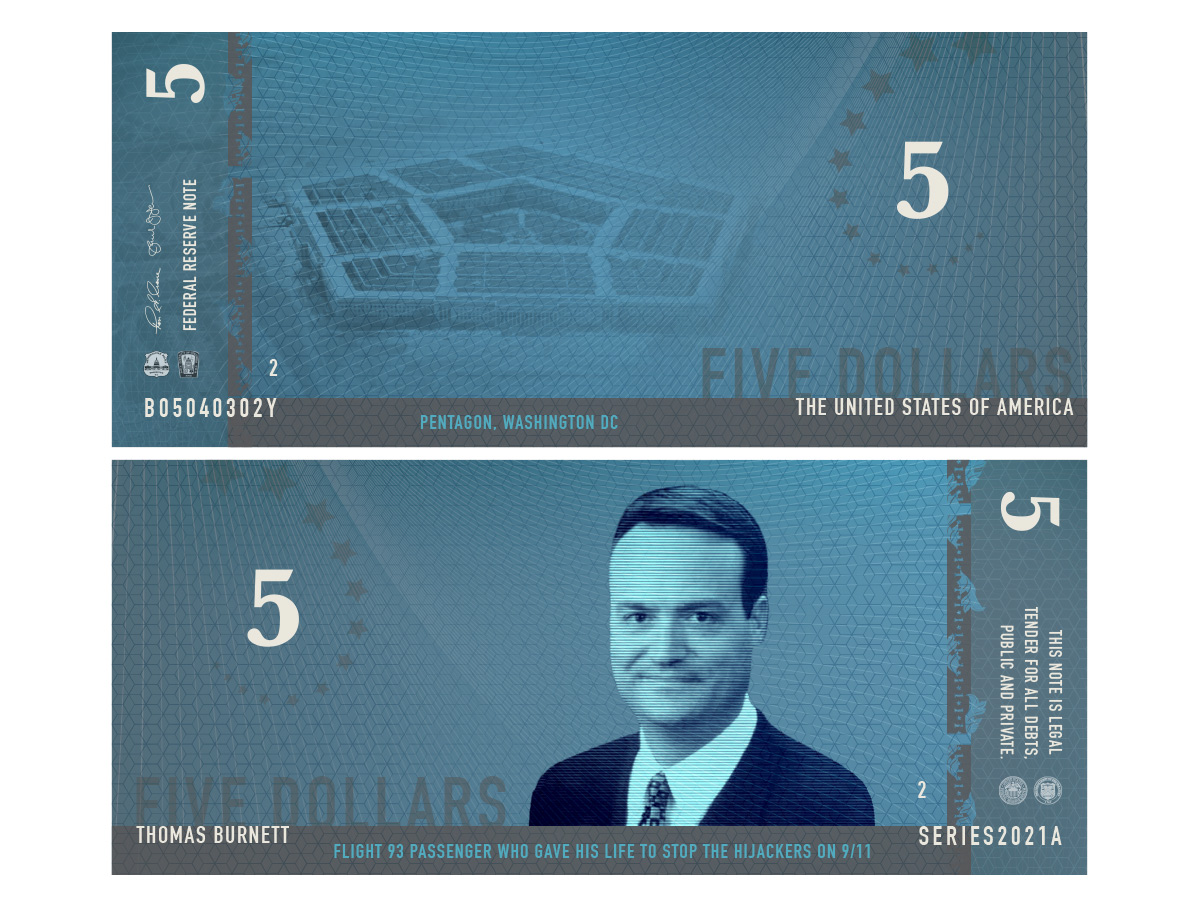 5
FEDERAL RESERVE NOTE
5
2
FIVE DOLLARS
B05040302Y
THE UNITED STATES OF AMERICA
PENTAGON, WASHINGTON DC
5
5
THIS NOTE IS LEGAL
TENDER FOR ALL DEBTS,
PUBLIC AND PRIVATE.
2
FIVE DOLLARS
THOMAS BURNETT
SERIES2021A
FLIGHT 93 PASSENGER WHO GAVE HIS LIFE TO STOP THE HIJACKERS ON 9/11